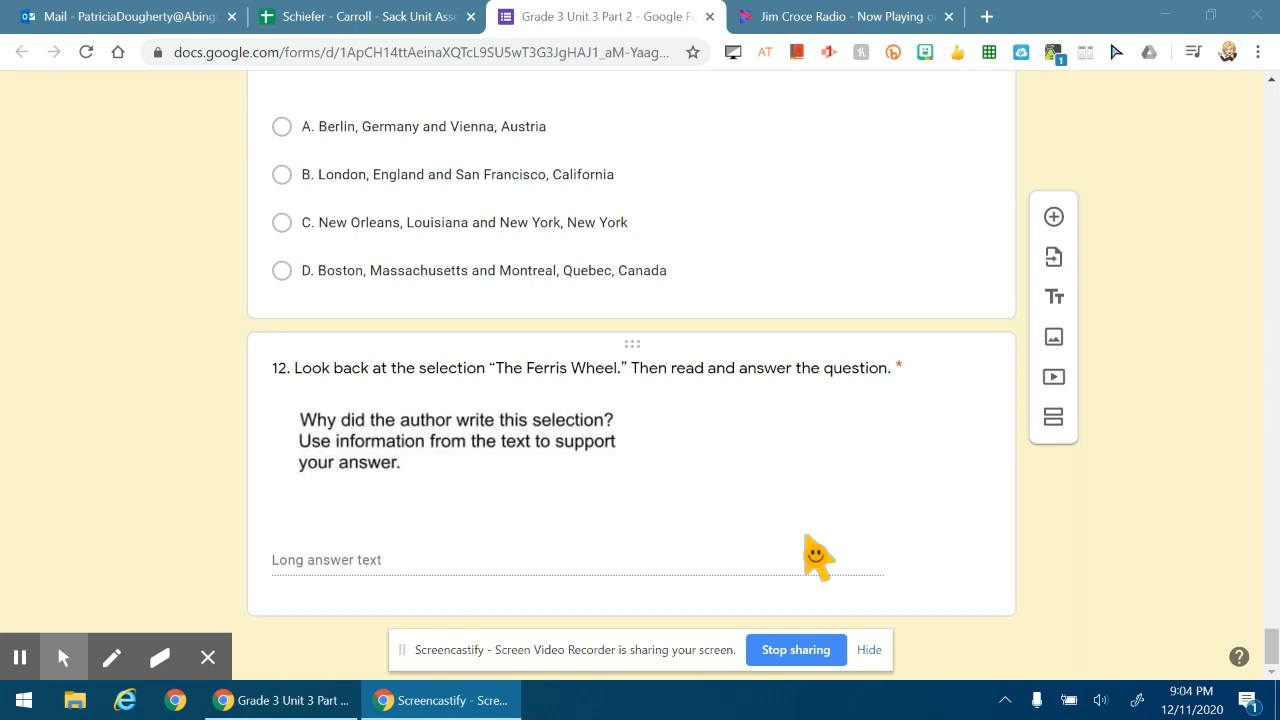 Mail - PatriciaDougherty@Abing
Schiefer - Carroll - Sack Unit Asse
Grade 3 Unit 3 Part 2 - Google Fo
Jim Croce Radio - Now Playing o
docs.google.com/forms/d/1ApCH14ttAeinaXQTcL9SU5wT3G3JgHAJ1_aM-Yaag...
AT
1
A. Berlin, Germany and Vienna, Austria
B. London, England and San Francisco, California
C. New Orleans, Louisiana and New York, New York
D. Boston, Massachusetts and Montreal, Quebec, Canada
Tт
12. Look back at the selection “The Ferris Wheel.” Then read and answer the question. *
Why did the author write this selection?
Use information from the text to support
your answer.
Long answer text
Screencastify - Screen Video Recorder is sharing your screen.
Stop sharing
Hide
Grade 3 Unit 3 Part ...
Screencastify - Scre...
9:04 PM
12/11/2020
1